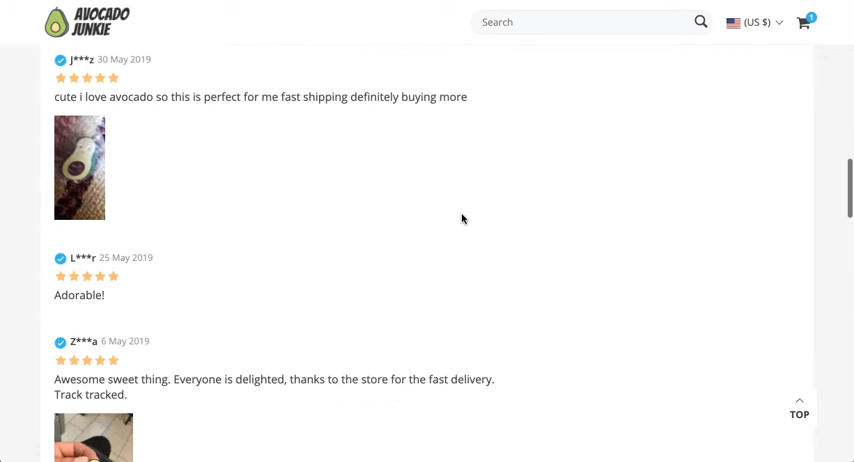 AVOCADO
JUNKIE
Search
(US $)
1
J***z 30 May 2019
cute i love avocado so this is perfect for me fast shipping definitely buying more
L***r 25 May 2019
Adorable!
Z***a 6 May 2019
Awesome sweet thing. Everyone is delighted, thanks to the store for the fast delivery.
Track tracked.
TOP